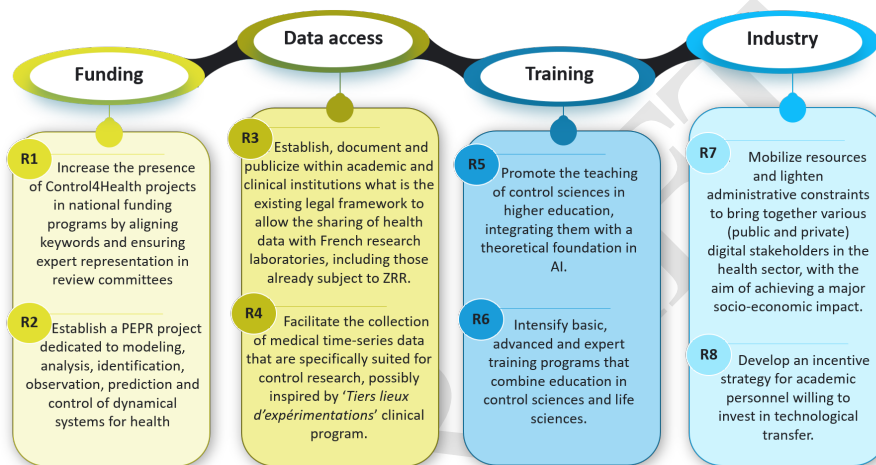 Funding
Data access
Training
Industry
R1
Increase the presence
of Control4Health projects
in national funding
programs by aligning
keywords and ensuring
expert representation in
review committees
R2
Establish a PEPR project
dedicated to modeling,
analysis, identification,
observation, prediction and
control of dynamical
systems for health
R3
Establish, document and
publicize within academic and
clinical institutions what is the
existing legal framework to
allow the sharing of health
data with French research
laboratories, including those
already subject to ZRR.
R4
Facilitate the collection
of medical time-series data
that are specifically suited for
control research, possibly
inspired by ‘Tiers lieux
d’expérimentations’ clinical
program.
R5
Promote the teaching
of control sciences in
higher education,
integrating them with a
theoretical foundation in
AI.
R6
Intensify basic,
advanced and expert
training programs that
combine education in
control sciences and life
sciences.
R7
Mobilize resources
and lighten
administrative constraints
to bring together various
(public and private)
digital stakeholders in the
health sector, with the
aim of achieving a major
socio-economic impact.
R8
Develop an incentive
strategy for academic
personnel willing to
invest in technological
transfer.